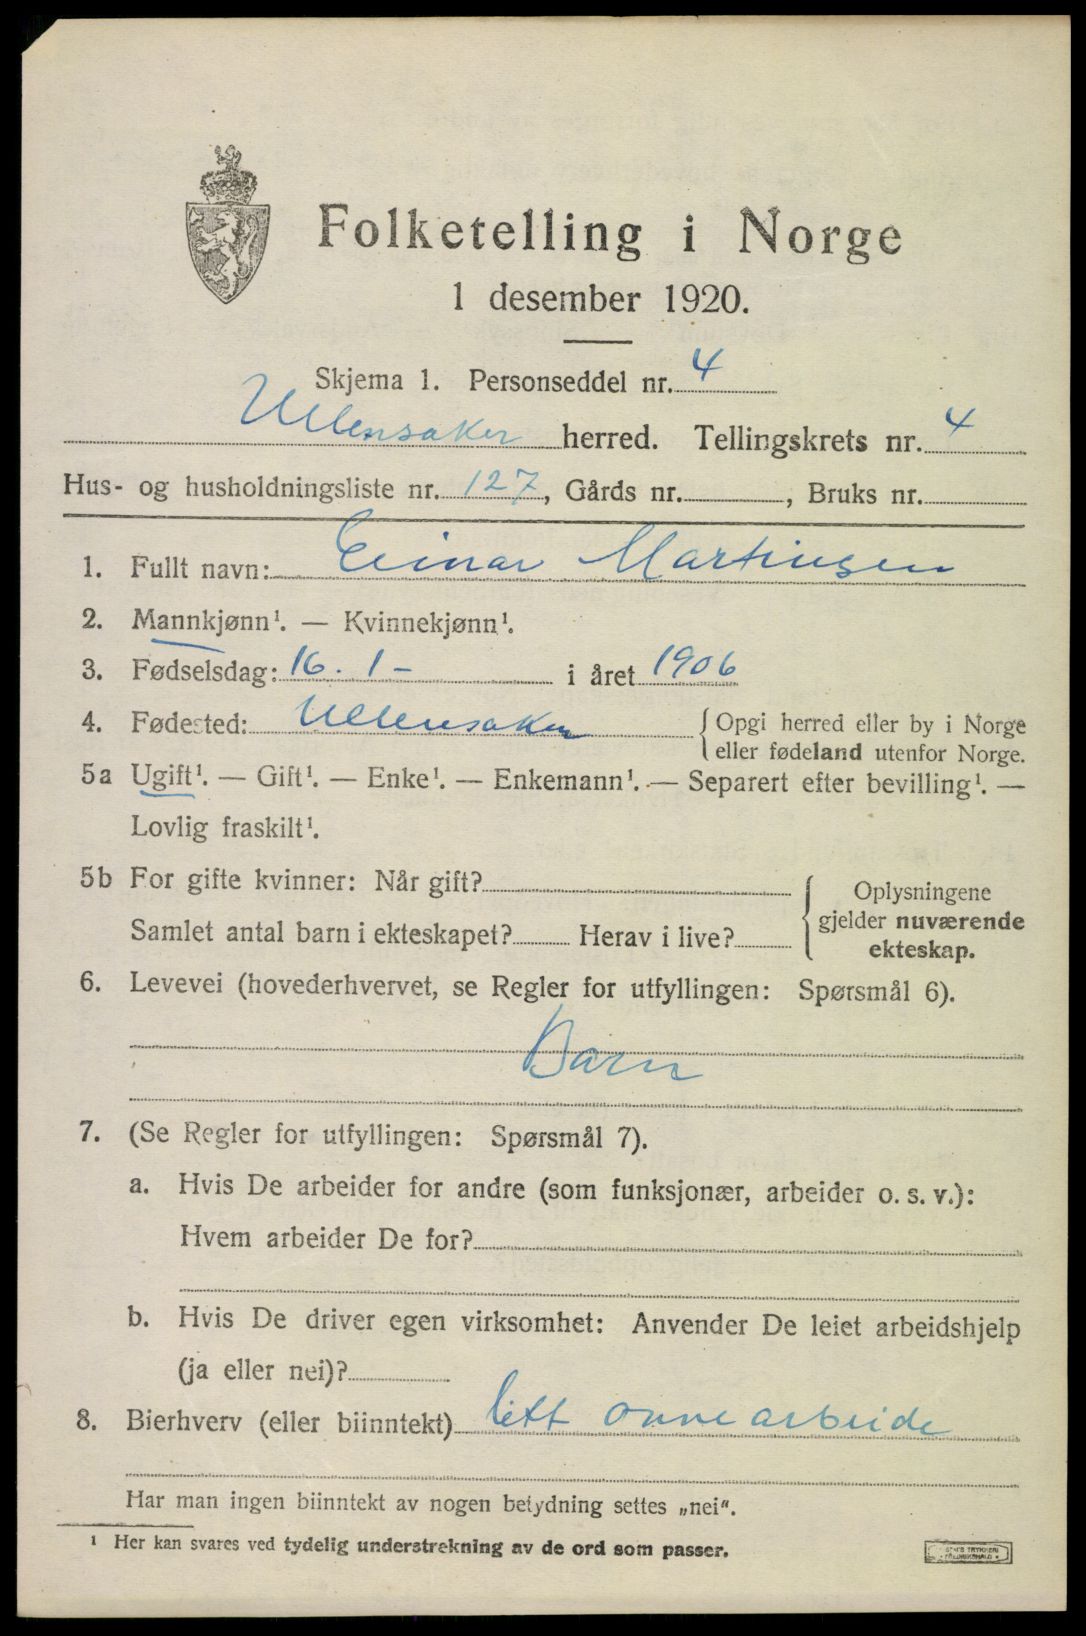 Folketelling i Norge
1 desember 1920.
Skjema 1. Personseddel nr. 4
Ullensaker herred. Tellingskrets nr. 4
Hus- og husholdningsliste nr. 127, Gårds nr. , Bruks nr.
1. Fullt navn: Einar Martinsen
2. Mannkjønn¹. — Kvinnekjønn¹.
3. Fødselsdag: 16. 1 - i året 1906
4. Fødested: Ullensaker {Opgi herred eller by i Norge
eller fødeland utenfor Norge.
5a Ugift¹. — Gift¹. — Enke¹. — Enkemann¹. — Separert efter bevilling¹. —
Lovlig fraskilt¹.
5b For gifte kvinner: Når gift?
Samlet antal barn i ekteskapet? Herav i live?
{Oplysningene
gjelder nuværende
ekteskap.
6. Levevei (hovederhvervet, se Regler for utfyllingen: Spørsmål 6).
Barn
7. (Se Regler for utfyllingen: Spørsmål 7).
a. Hvis De arbeider for andre (som funksjonær, arbeider o. s. v.):
Hvem arbeider De for?
b. Hvis De driver egen virksomhet: Anvender De leiet arbeidshjelp
(ja eller nei)?
8. Bierhverv (eller biinntekt) litt onnearbeide
Har man ingen biinntekt av nogen betydning settes „nei".
¹ Her kan svares ved tydelig understrekning av de ord som passer.
TRYKKERI
FREDRIKSHALD